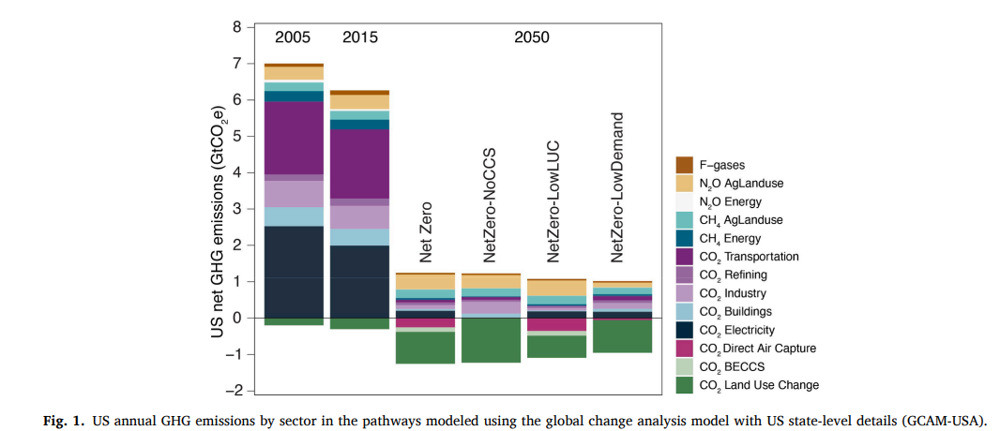 8
2005 2015 2050
7
6
5
4
3
2
1
0
−1
−2
US net GHG emissions (GtCO₂e)
Net Zero
NetZero-NoCCS
NetZero-LowLUC
NetZero-LowDemand
F−gases
N₂O AgLanduse
N₂O Energy
CH₄ AgLanduse
CH₄ Energy
CO₂ Transportation
CO₂ Refining
CO₂ Industry
CO₂ Buildings
CO₂ Electricity
CO₂ Direct Air Capture
CO₂ BECCS
CO₂ Land Use Change
Fig. 1. US annual GHG emissions by sector in the pathways modeled using the global change analysis model with US state-level details (GCAM-USA).